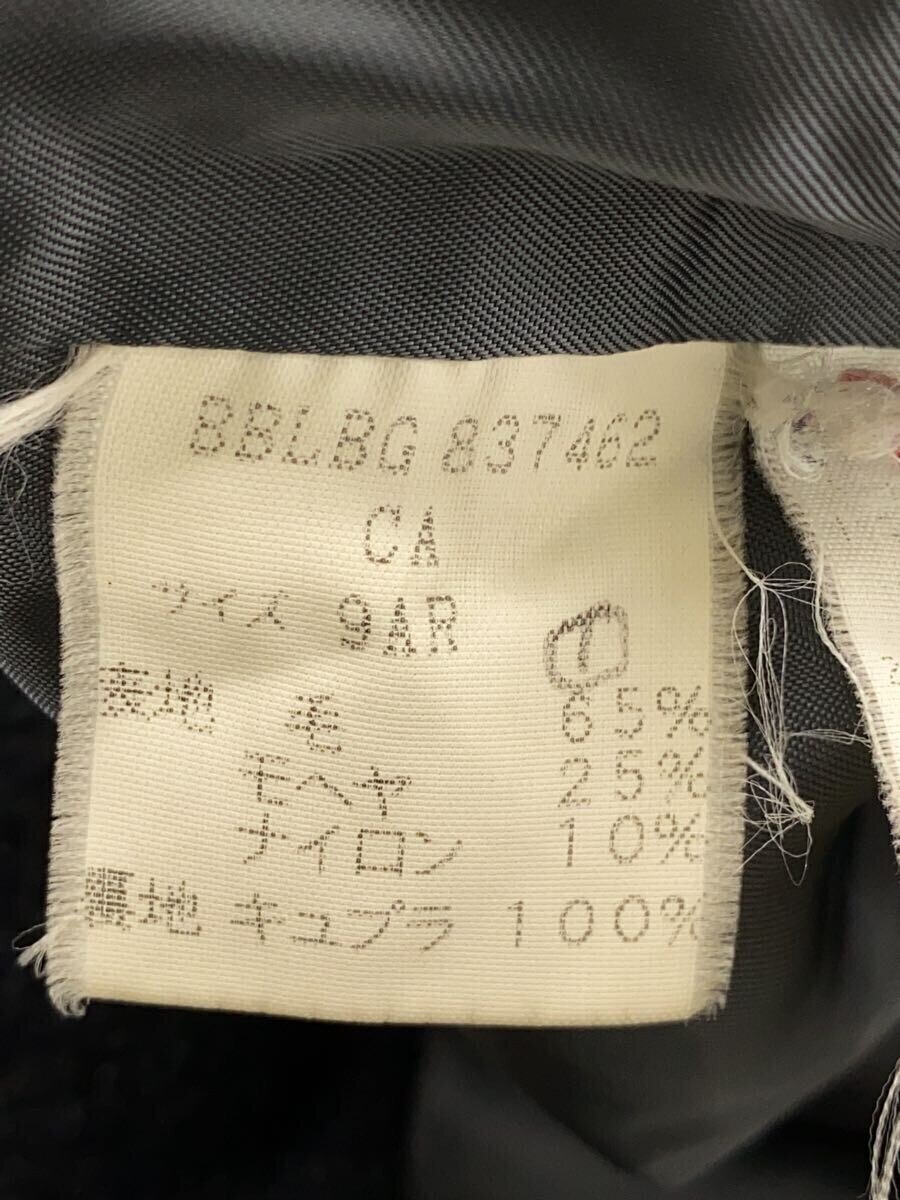 BBLBG 837462
CA
サイズ 9AR
表地 毛 65%
モヘヤ 25%
ナイロン 10%
裏地 キュプラ 100%